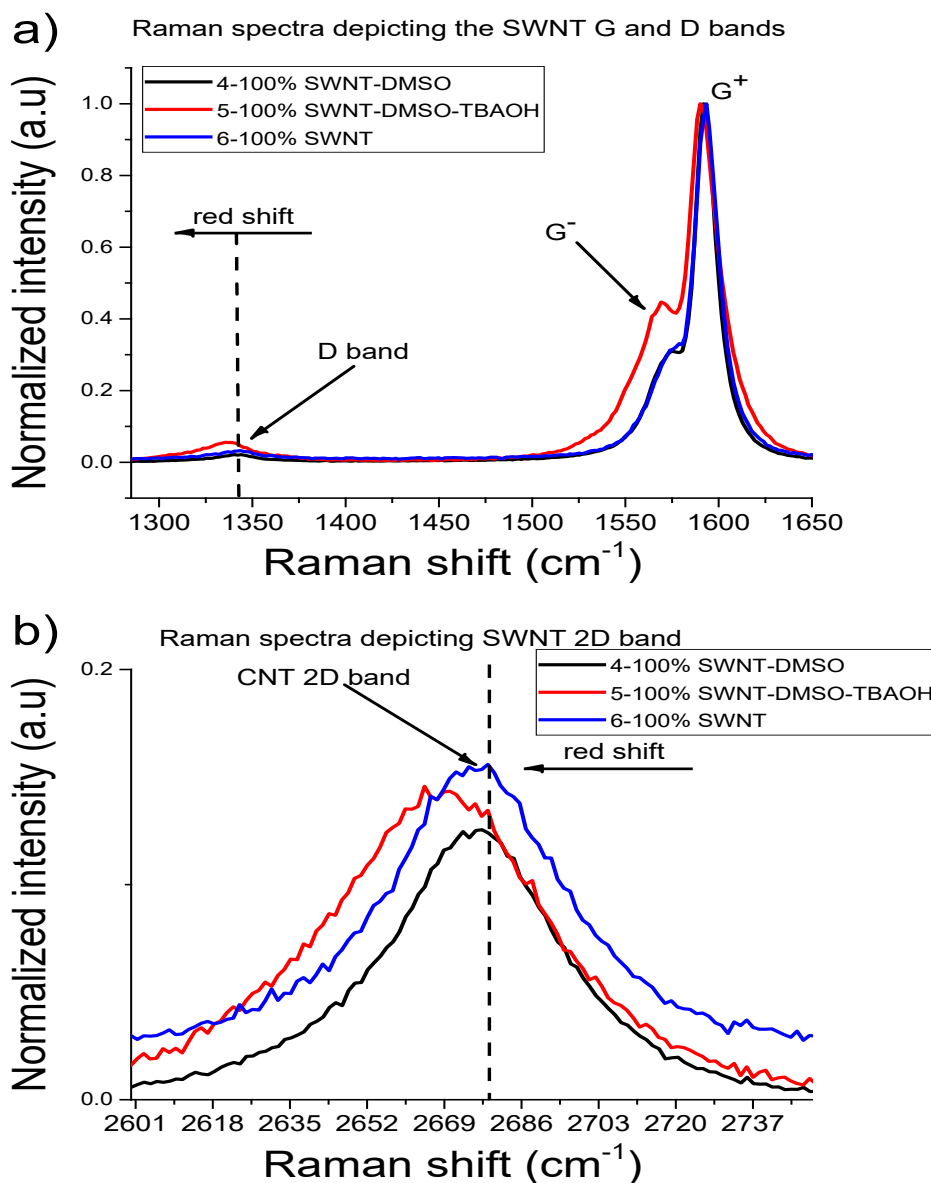 a) Raman spectra depicting the SWNT G and D bands
4-100% SWNT-DMSO
5-100% SWNT-DMSO-TBAOH
6-100% SWNT
G+
red shift
G-
D band
1.0
0.8
0.6
0.4
0.2
0.0
Normalized intensity (a.u)
1300 1350 1400 1450 1500 1550 1600 1650
Raman shift (cm-1)
b) Raman spectra depicting SWNT 2D band
4-100% SWNT-DMSO
5-100% SWNT-DMSO-TBAOH
6-100% SWNT
CNT 2D band
red shift
0.2
0.0
Normalized intensity (a.u)
2601 2618 2635 2652 2669 2686 2703 2720 2737
Raman shift (cm-1)